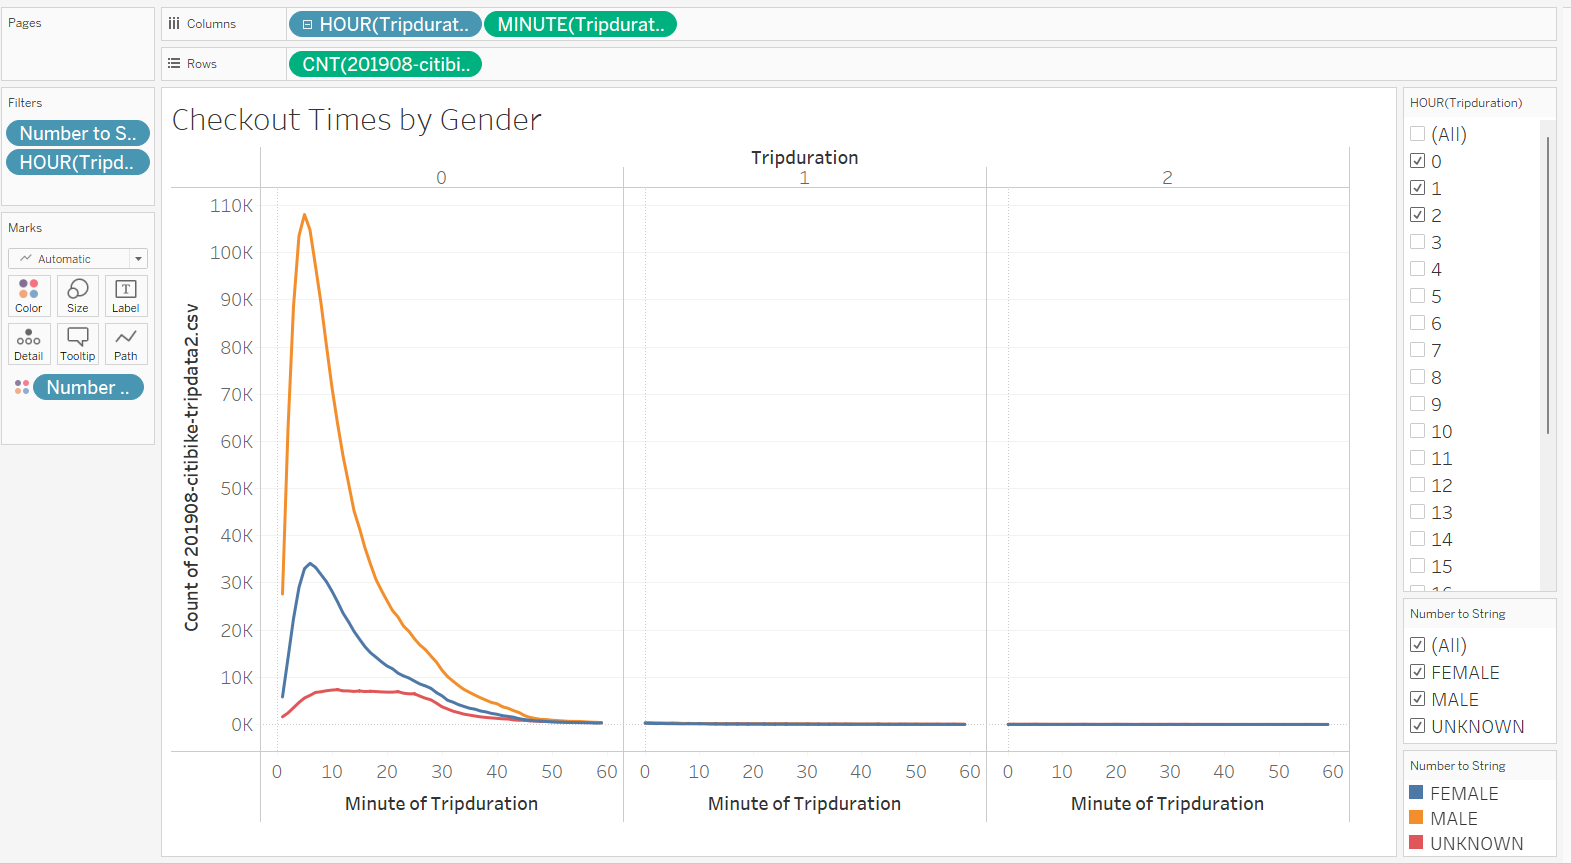 Pages
Columns
HOUR(Tripdurat..
MINUTE(Tripdurat..
Rows
CNT(201908-citibi..
Filters
Number to S..
HOUR(Tripd..
Marks
Automatic
Color
Size
Label
Detail
Tooltip
Path
Number ..
Checkout Times by Gender
Tripduration
0
1
2
110K
100K
90K
80K
70K
60K
50K
40K
30K
20K
10K
0K
Count of 201908-citibike-tripdata2.csv
0 10 20 30 40 50 60
0 10 20 30 40 50 60
0 10 20 30 40 50 60
Minute of Tripduration
Minute of Tripduration
Minute of Tripduration
HOUR(Tripduration)
(All)
0
1
2
3
4
5
6
7
8
9
10
11
12
13
14
15
Number to String
(All)
FEMALE
MALE
UNKNOWN
Number to String
FEMALE
MALE
UNKNOWN